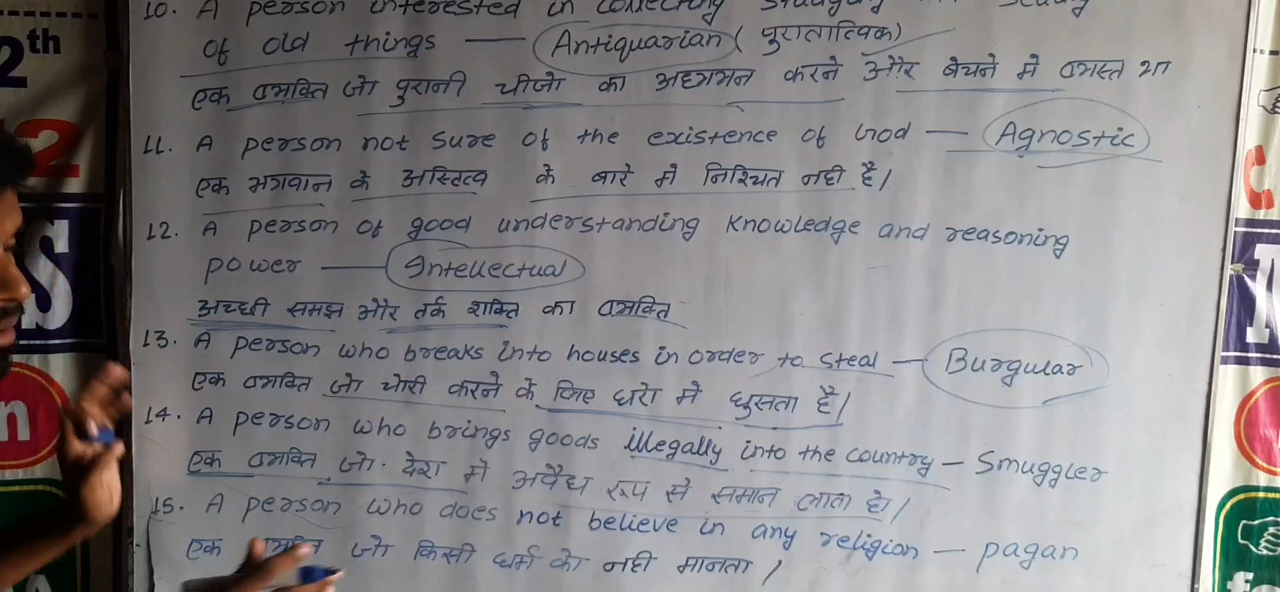 10. A person interested in collecting studying
of old things — Antiquarian (पुरातात्विक)
एक व्यक्ति जो पुरानी चीजो का अध्ययन करने और बेचने मे व्यस्त था
11. A person not sure of the existence of God — Agnostic
एक भगवान के अस्तित्व के बारे मे निश्चित नही है।
12. A person of good understanding knowledge and reasoning
power — Intellectual
अच्छी समझ और तर्क शक्ति का व्यक्ति
13. A person who breaks into houses in order to steal — Burgular
एक व्यक्ति जो चोरी करने के लिए घरो मे घुसता है।
14. A person who brings goods illegally into the country — Smuggler
एक व्यक्ति जो देश मे अवैध रूप से समान लाता हो।
15. A person who does not believe in any religion — pagan
एक व्यक्ति जो किसी धर्म को नही मानता।
2th
2
S
n
A